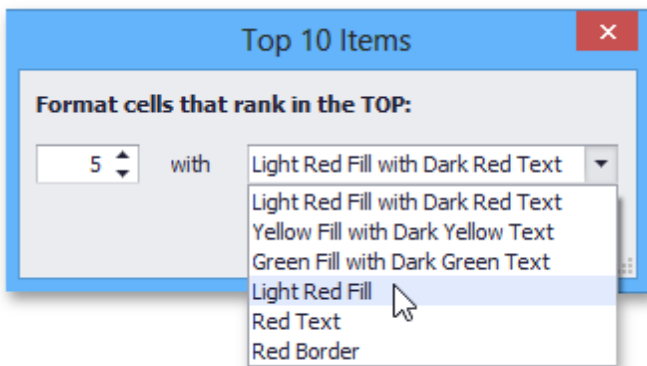 Top 10 Items
Format cells that rank in the TOP:
5 with Light Red Fill with Dark Red Text
Light Red Fill with Dark Red Text
Yellow Fill with Dark Yellow Text
Green Fill with Dark Green Text
Light Red Fill
Red Text
Red Border